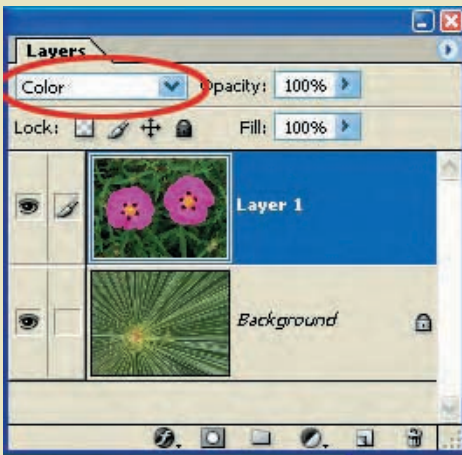 Layers
Color Opacity: 100%
Lock: Fill: 100%
Layer 1
Background